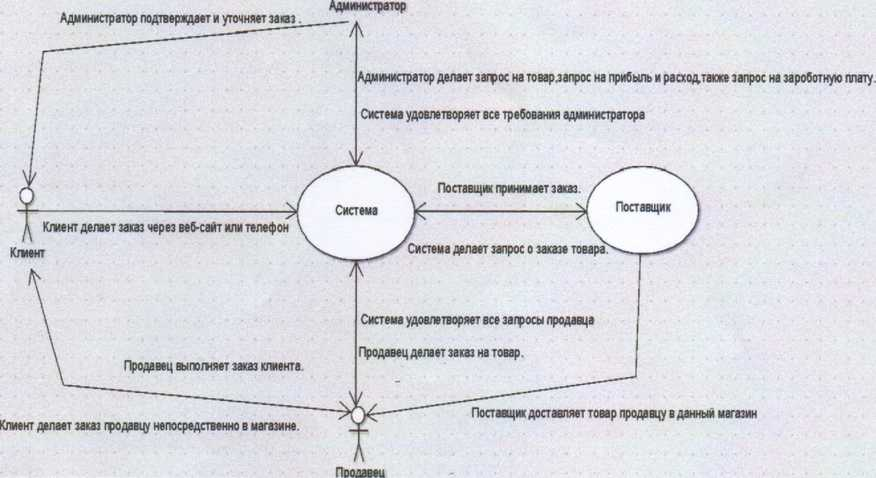 Администратор
Администратор подтверждает и уточняет заказ .
Администратор делает запрос на товар,запрос на прибыль и расход,также запрос на зароботную плату.
Система удовлетворяет все требования администратора
Поставщик принимает заказ.
Система
Поставщик
Клиент делает заказ через веб-сайт или телефон
Клиент
Система делает запрос о заказе товара.
Система удовлетворяет все запросы продавца
Продавец делает заказ на товар.
Продавец выполняет заказ клиента.
Поставщик доставляет товар продавцу в данный магазин
Клиент делает заказ продавцу непосредственно в магазине.
Продавец